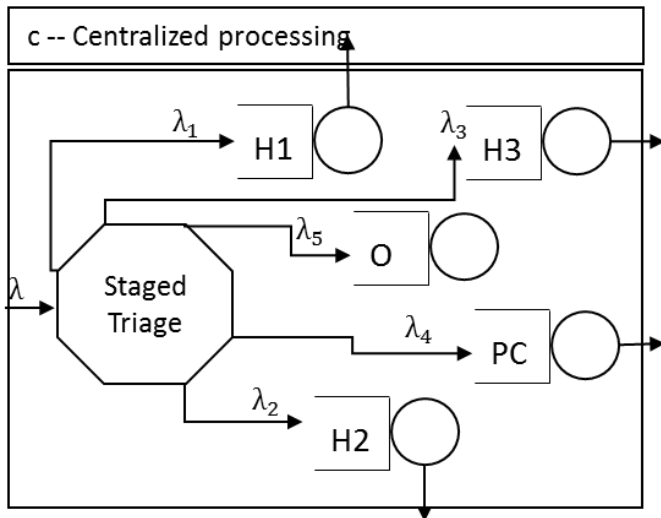 c -- Centralized processing
λ₁
H1
λ₃
H3
λ₅
O
λ
Staged
Triage
λ₄
PC
λ₂
H2